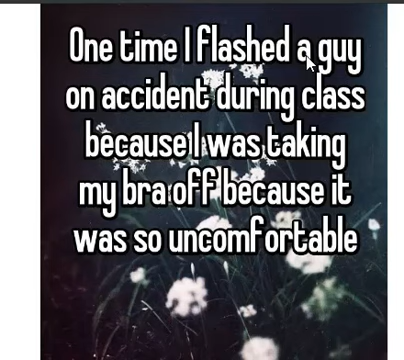 One time I flashed a guy
on accident during class
because I was taking
my bra off because it
was so uncomfortable